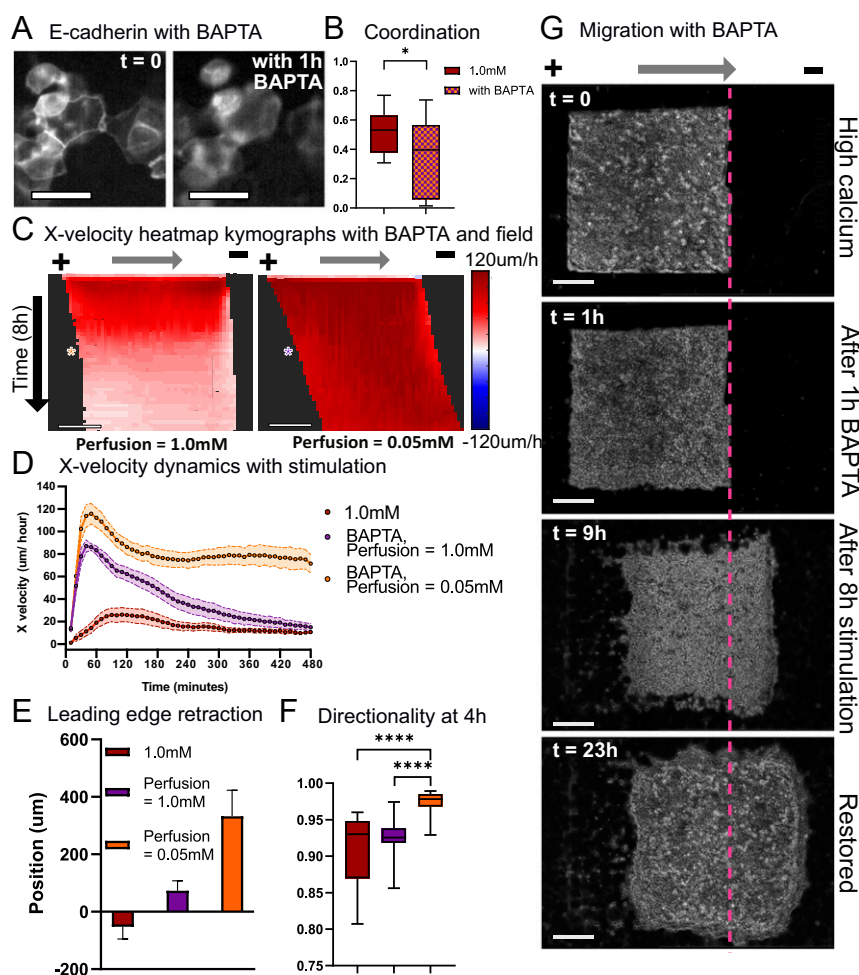 A E-cadherin with BAPTA
t = 0
with 1h
BAPTA
B Coordination
*
1.0mM
with BAPTA
1.0
0.8
0.6
0.4
0.2
0.0
C X-velocity heatmap kymographs with BAPTA and field
+
-
+
-
Time (8h)
*
*
120um/h
-120um/h
Perfusion = 1.0mM
Perfusion = 0.05mM
D X-velocity dynamics with stimulation
X velocity (um/ hour)
140
120
100
80
60
40
20
0
0 60 120 180 240 300 360 420 480
Time (minutes)
1.0mM
BAPTA,
Perfusion = 1.0mM
BAPTA,
Perfusion = 0.05mM
E Leading edge retraction
Position (um)
600
400
200
0
-200
1.0mM
Perfusion
= 1.0mM
Perfusion
= 0.05mM
F Directionality at 4h
****
****
1.00
0.95
0.90
0.85
0.80
0.75
G Migration with BAPTA
+
-
t = 0
High calcium
t = 1h
After 1h BAPTA
t = 9h
After 8h stimulation
t = 23h
Restored